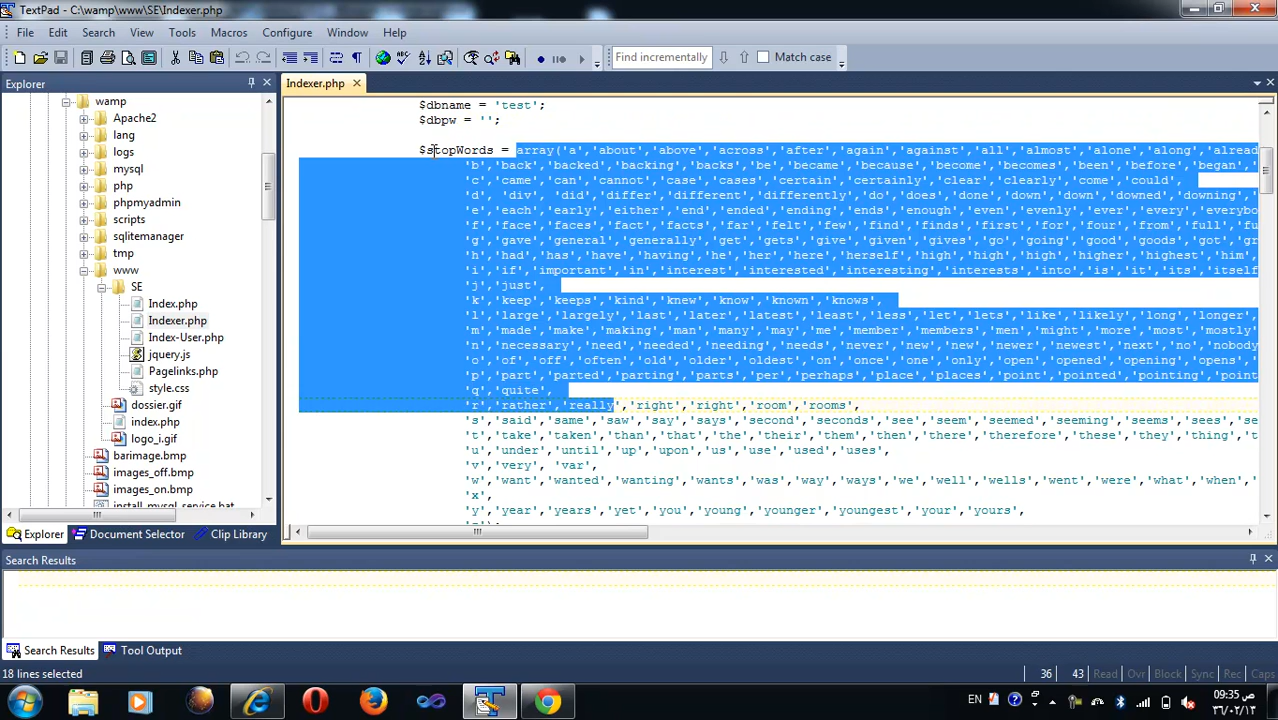 TextPad - C:\wamp\www\SE\Indexer.php
File Edit Search View Tools Macros Configure Window Help
Find incrementally Match case
Explorer
wamp
Apache2
lang
logs
mysql
php
phpmyadmin
scripts
sqlitemanager
tmp
www
SE
Index.php
Indexer.php
Index-User.php
jquery.js
Pagelinks.php
style.css
dossier.gif
index.php
logo_i.gif
barimage.bmp
images_off.bmp
images_on.bmp
install_mysql_service.bat
Explorer Document Selector Clip Library
Indexer.php
$dbname = 'test';
$dbpw = '';
$stopWords = array('a','about','above','across','after','again','against','all','almost','alone','along','alread
'b','back','backed','backing','backs','be','became','because','become','becomes','been','before','began',
'c','came','can','cannot','case','cases','certain','certainly','clear','clearly','come','could',
'd', 'div', 'did','differ','different','differently','do','does','done','down','down','downed','downing',
'e','each','early','either','end','ended','ending','ends','enough','even','evenly','ever','every','everybo
'f','face','faces','fact','facts','far','felt','few','find','finds','first','for','four','from','full','fu
'g','gave','general','generally','get','gets','give','given','gives','go','going','good','goods','got','gr
'h','had','has','have','having','he','her','here','herself','high','high','high','higher','highest','him',
'i','if','important','in','interest','interested','interesting','interests','into','is','it','its','itself
'j','just',
'k','keep','keeps','kind','knew','know','known','knows',
'l','large','largely','last','later','latest','least','less','let','lets','like','likely','long','longer',
'm','made','make','making','man','many','may','me','member','members','men','might','more','most','mostly'
'n','necessary','need','needed','needing','needs','never','new','new','newer','newest','next','no','nobody
'o','of','off','often','old','older','oldest','on','once','one','only','open','opened','opening','opens',
'p','part','parted','parting','parts','per','perhaps','place','places','point','pointed','pointing','point
'q','quite',
'r','rather','really','right','right','room','rooms',
's','said','same','saw','say','says','second','seconds','see','seem','seemed','seeming','seems','sees','se
't','take','taken','than','that','the','their','them','then','there','therefore','these','they','thing','t
'u','under','until','up','upon','us','use','used','uses',
'v','very', 'var',
'w','want','wanted','wanting','wants','was','way','ways','we','well','wells','went','were','what','when',
'x',
'y','year','years','yet','you','young','younger','youngest','your','yours',
Search Results
Search Results Tool Output
18 lines selected 36 43 Read Ovr Block Sync Rec Caps
EN 09:35 ص
٣٦/٠٢/١٣